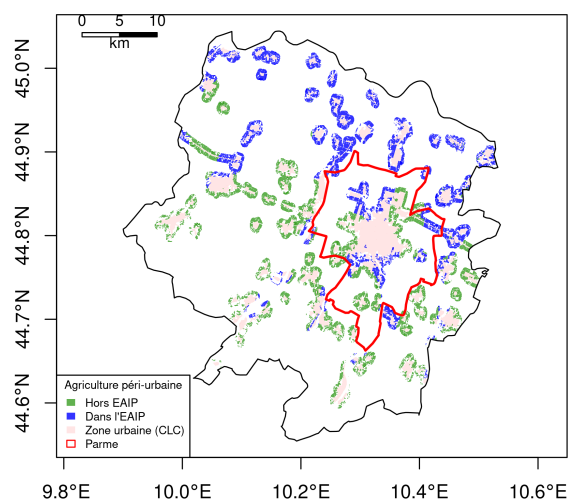 0 5 10
km
45.0°N
44.9°N
44.8°N
44.7°N
44.6°N
Agriculture péri-urbaine
Hors EAIP
Dans l'EAIP
Zone urbaine (CLC)
Parme
9.8°E 10.0°E 10.2°E 10.4°E 10.6°E